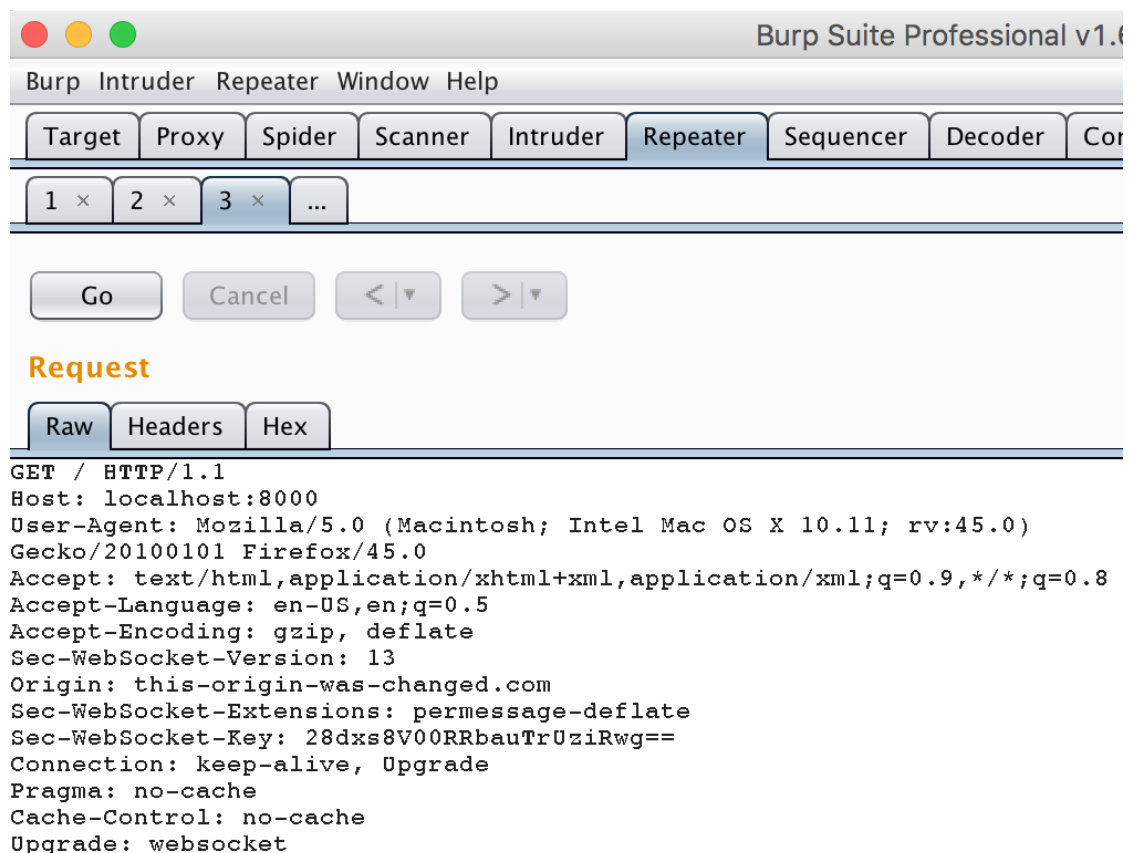 Burp Suite Professional v1.6
Burp Intruder Repeater Window Help
Target Proxy Spider Scanner Intruder Repeater Sequencer Decoder
1 × 2 × 3 × ...
Go Cancel < | ▼ > | ▼
Request
Raw Headers Hex
GET / HTTP/1.1
Host: localhost:8000
User-Agent: Mozilla/5.0 (Macintosh; Intel Mac OS X 10.11; rv:45.0)
Gecko/20100101 Firefox/45.0
Accept: text/html,application/xhtml+xml,application/xml;q=0.9,*/*;q=0.8
Accept-Language: en-US,en;q=0.5
Accept-Encoding: gzip, deflate
Sec-WebSocket-Version: 13
Origin: this-origin-was-changed.com
Sec-WebSocket-Extensions: permessage-deflate
Sec-WebSocket-Key: 28dxs8V00RRbauTrUziRwg==
Connection: keep-alive, Upgrade
Pragma: no-cache
Cache-Control: no-cache
Upgrade: websocket